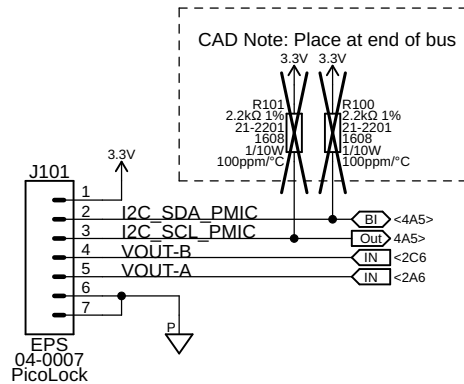 CAD Note: Place at end of bus
3.3V 3.3V
R101
2.2kΩ 1%
21-2201
1608
1/10W
100ppm/°C
R100
2.2kΩ 1%
21-2201
1608
1/10W
100ppm/°C
J101
3.3V
1
2 I2C_SDA_PMIC BI <4A5>
3 I2C_SCL_PMIC Out 4A5>
4 VOUT-B IN <2C6
5 VOUT-A IN <2A6
6
7
P
EPS
04-0007
PicoLock